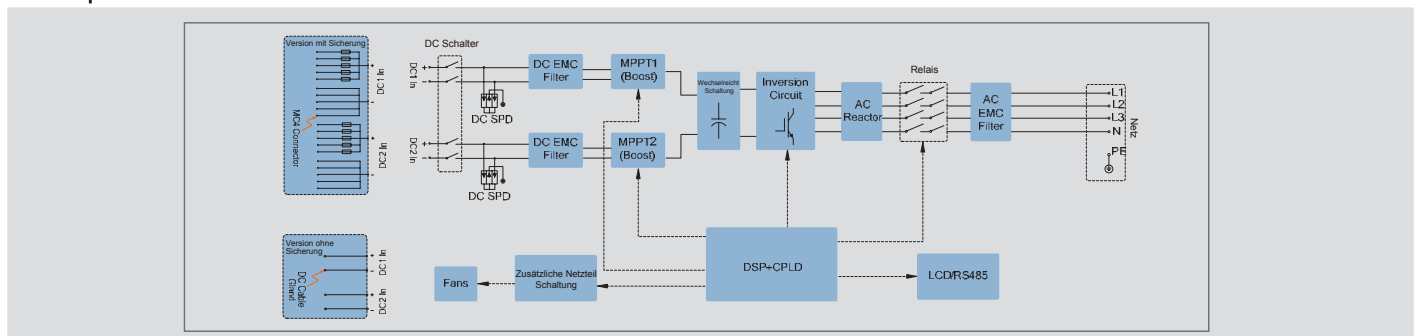 Version mit Sicherung
DC Schalter
DC1 In
+
-
MC4 Connector
DC2 In
+
-
DC1 In
+
-
DC SPD
DC EMC
Filter
MPPT1
(Boost)
Wechselreicht
Schaltung
Inversion
Circuit
AC
Reactor
Relais
AC
EMC
Filter
L1
L2
L3
N
PE
Netz
DC2 In
+
-
DC SPD
DC EMC
Filter
MPPT2
(Boost)
Version ohne
Sicherung
DC Cable
Gland
+
-
DC1 In
+
-
DC2 In
Fans
Zusätzliche Netzteil
Schaltung
DSP+CPLD
LCD/RS485